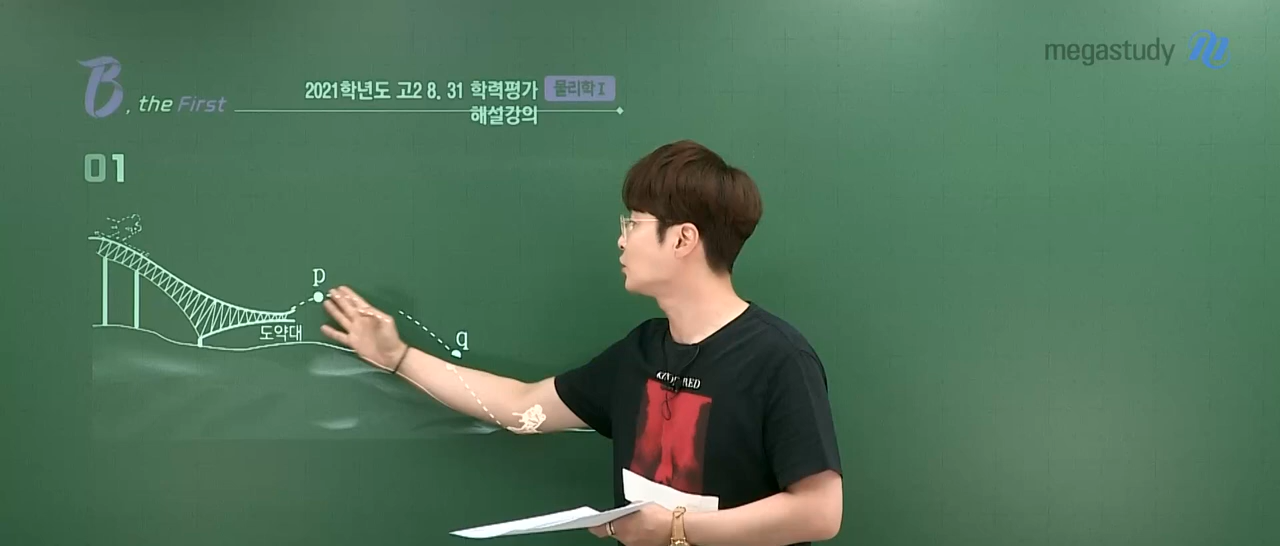 megastudy
B, the First
2021학년도 고2 8. 31 학력평가 물리학 I
해설강의
01
p
q
도약대